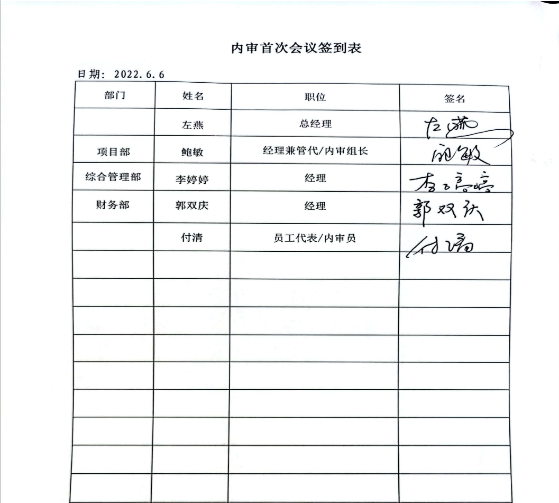 内审首次会议签到表
日期: 2022.6.6
部门 姓名 职位 签名
左燕 总经理 左燕
项目部 鲍敏 经理兼管代/内审组长 鲍敏
综合管理部 李婷婷 经理 李婷婷
财务部 郭双庆 经理 郭双庆
付清 员工代表/内审员 付清